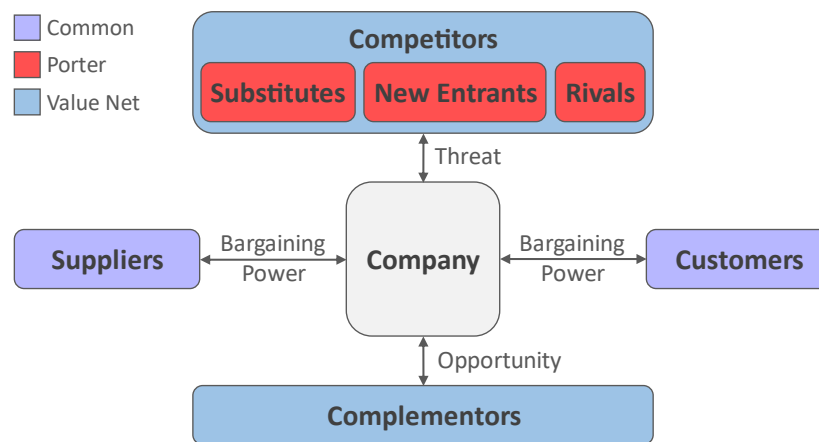 Common
Porter
Value Net
Competitors
Substitutes
New Entrants
Rivals
Threat
Suppliers
Bargaining
Power
Company
Bargaining
Power
Customers
Opportunity
Complementors